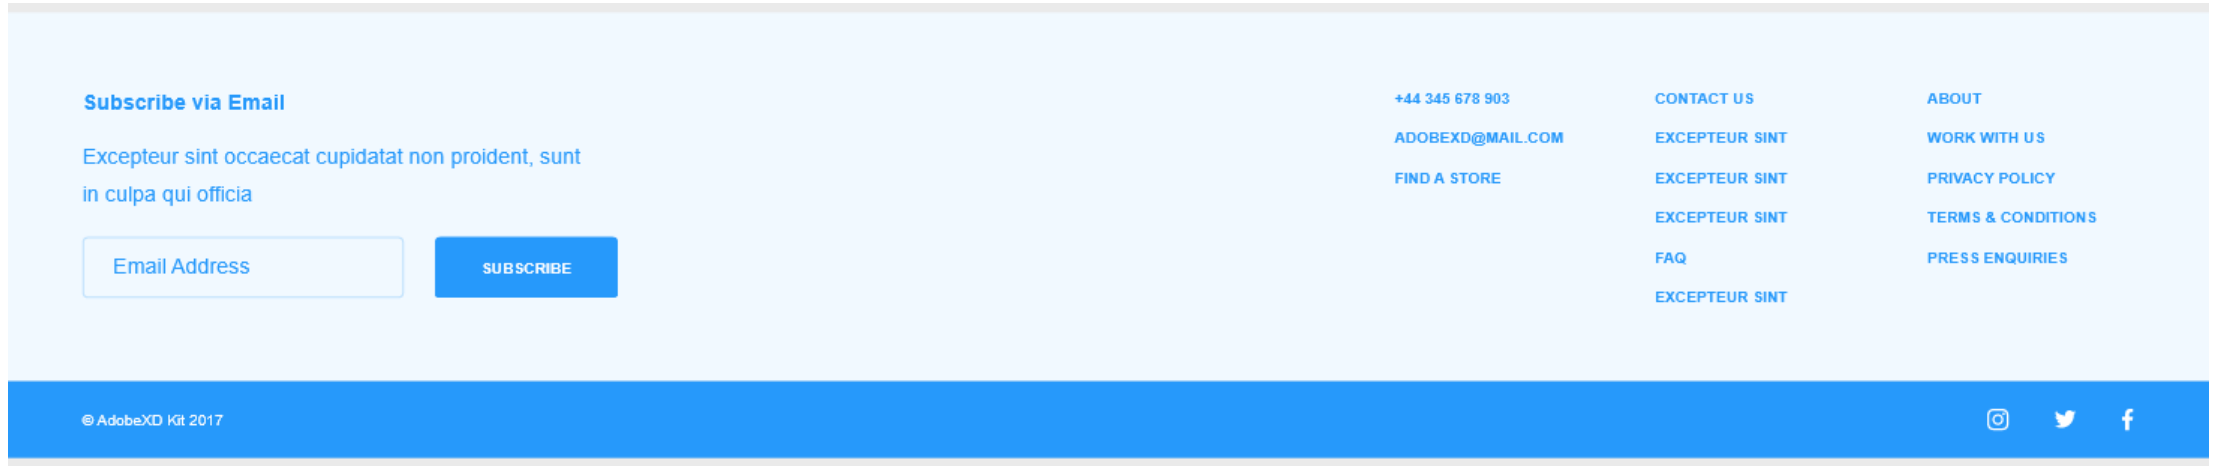 Subscribe via Email
Excepteur sint occaecat cupidatat non proident, sunt
in culpa qui officia
Email Address
SUBSCRIBE
+44 345 678 903
ADOBEXD@MAIL.COM
FIND A STORE
CONTACT US
EXCEPTEUR SINT
EXCEPTEUR SINT
EXCEPTEUR SINT
FAQ
EXCEPTEUR SINT
ABOUT
WORK WITH US
PRIVACY POLICY
TERMS & CONDITIONS
PRESS ENQUIRIES
© AdobeXD Kit 2017